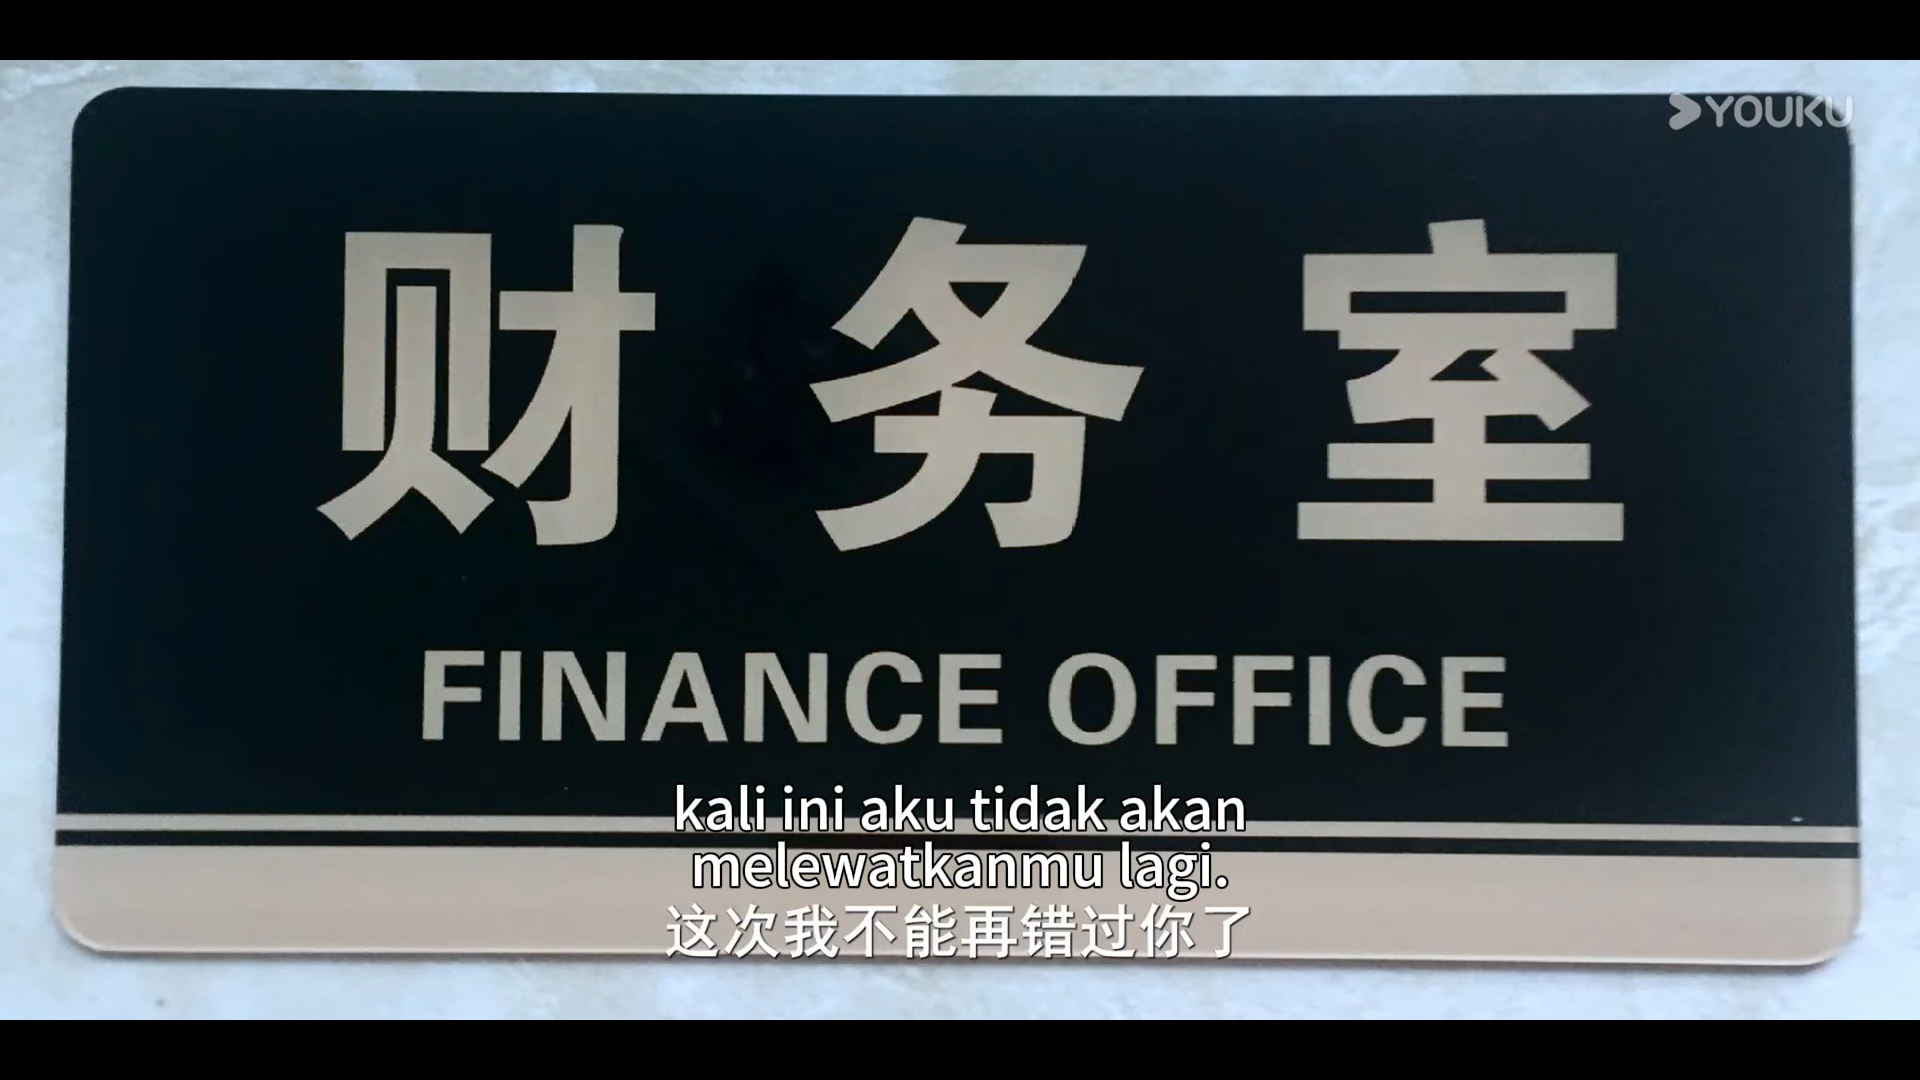 YOUKU
财务室
FINANCE OFFICE
kali ini aku tidak akan
melewatkanmu lagi.
这次我不能再错过你了